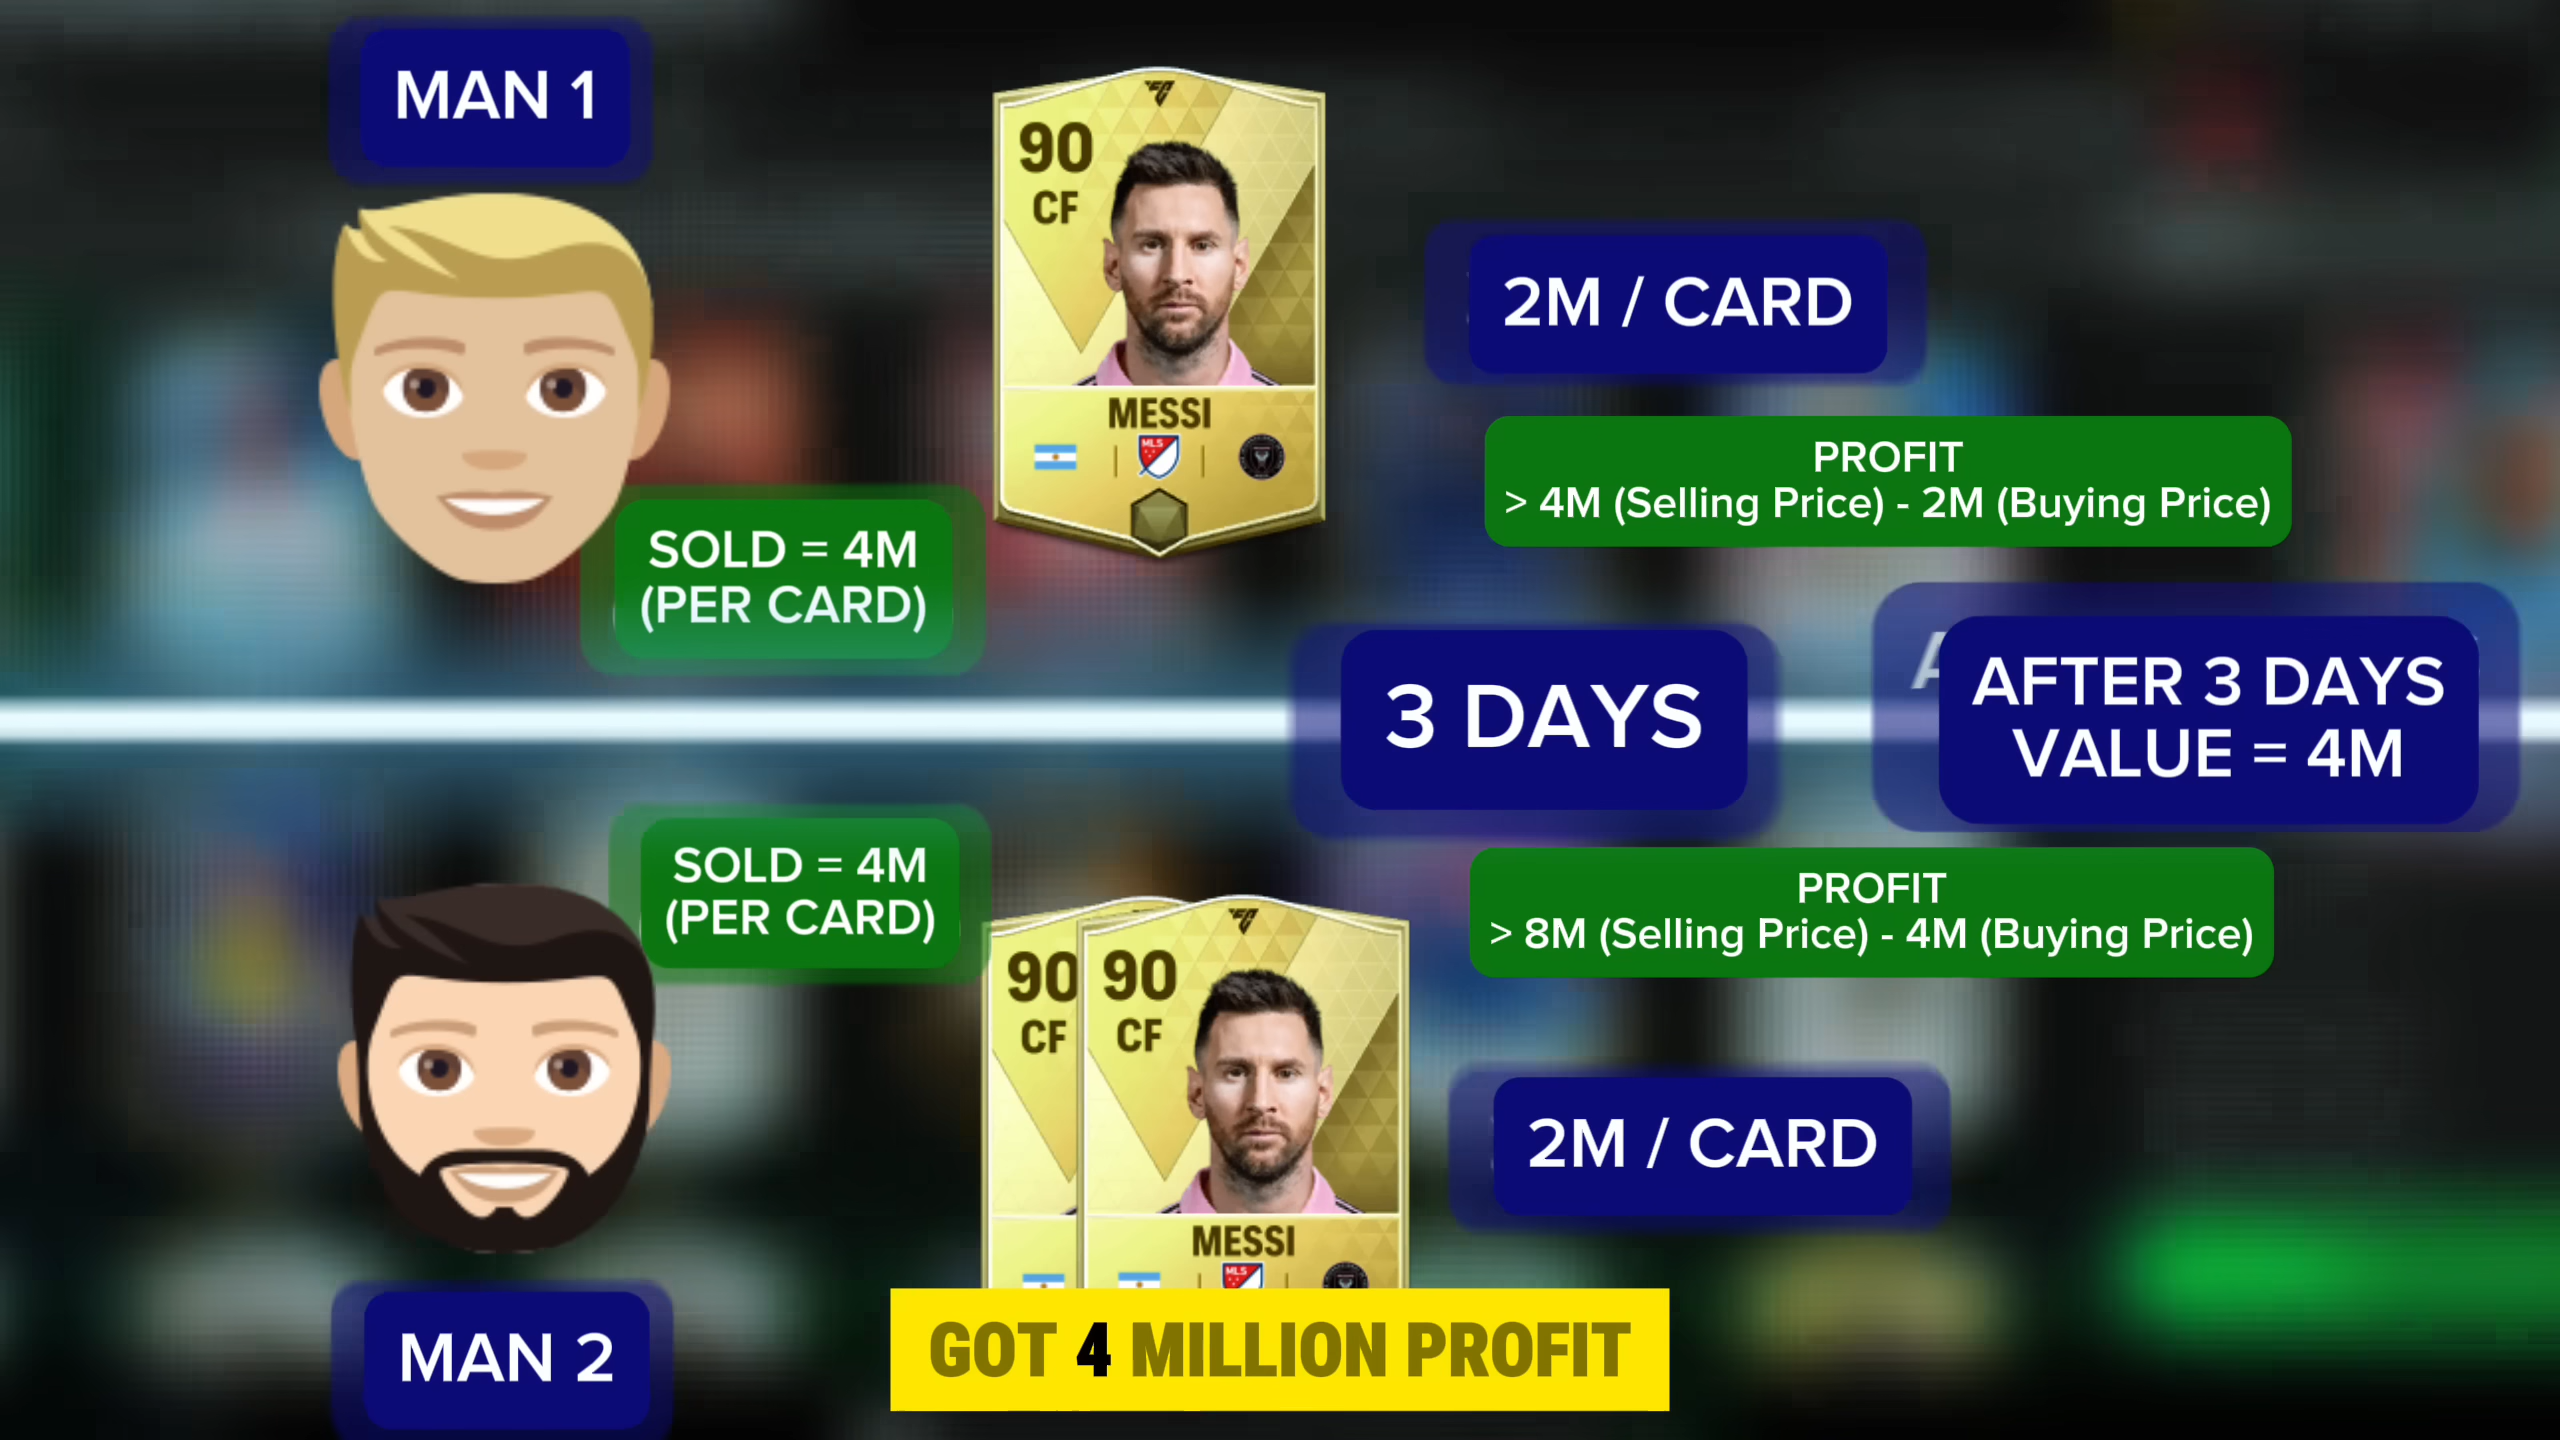 MAN 1
90
CF
MESSI
MLS
2M / CARD
PROFIT
> 4M (Selling Price) - 2M (Buying Price)
SOLD = 4M
(PER CARD)
3 DAYS
AFTER 3 DAYS
VALUE = 4M
SOLD = 4M
(PER CARD)
PROFIT
> 8M (Selling Price) - 4M (Buying Price)
90
CF
90
CF
MESSI
MLS
2M / CARD
MAN 2
GOT 4 MILLION PROFIT